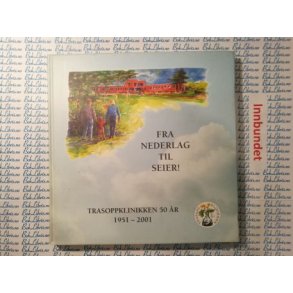 FRA
NEDERLAG
TIL
SEIER!
TRASOPPKLINIKKEN 50 ÅR
1951 – 2001
Innbundet